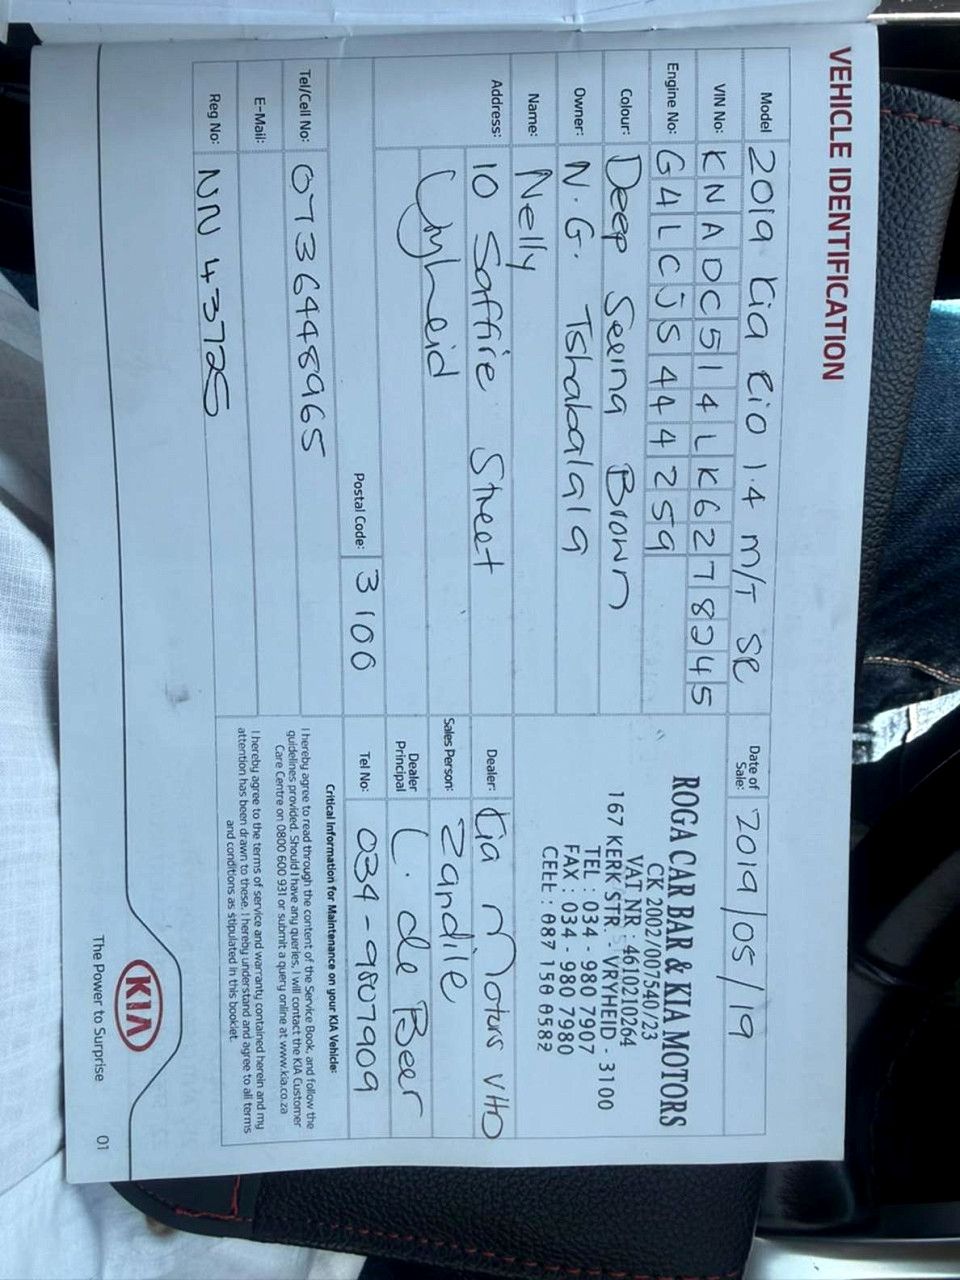 VEHICLE IDENTIFICATION
Model 2019 Kia Rio 1.4 M/T SR
Date of Sale: 2019/05/19
VIN No: KNADC514LK6278245
Engine No: G4LCJS444259
Colour: Deep Seena Brown
Owner: N.G. Tshabalala
Name: Nelly
Address: 10 Saffire Street
Vryheid
Postal Code: 3100
Tel/Cell No: 0736448965
E-Mail:
Reg No: NN 43725
ROGA CAR BAR & KIA MOTORS
CK 2002/007540/23
VAT NR 4610210264
167 KERK STR. VRYHEID - 3100
TEL : 034 - 980 7907
FAX : 034 - 980 7980
CELL : 087 150 0582
Dealer: Kia Motors VHD
Sales Person: Zandile
Dealer Principal L. de Beer
Tel No: 034-9807909
Critical Information for Maintenance on your KIA Vehicle:
I hereby agree to read through the content of the Service Book, and follow the
guidelines provided. Should I have any queries, I will contact the KIA Customer
Care Centre on 0800 600 931 or submit a query online at www.kia.co.za
I hereby agree to the terms of service and warranty contained herein and my
attention has been drawn to these. I hereby understand and agree to all terms
and conditions as stipulated in this booklet.
KIA
The Power to Surprise
01